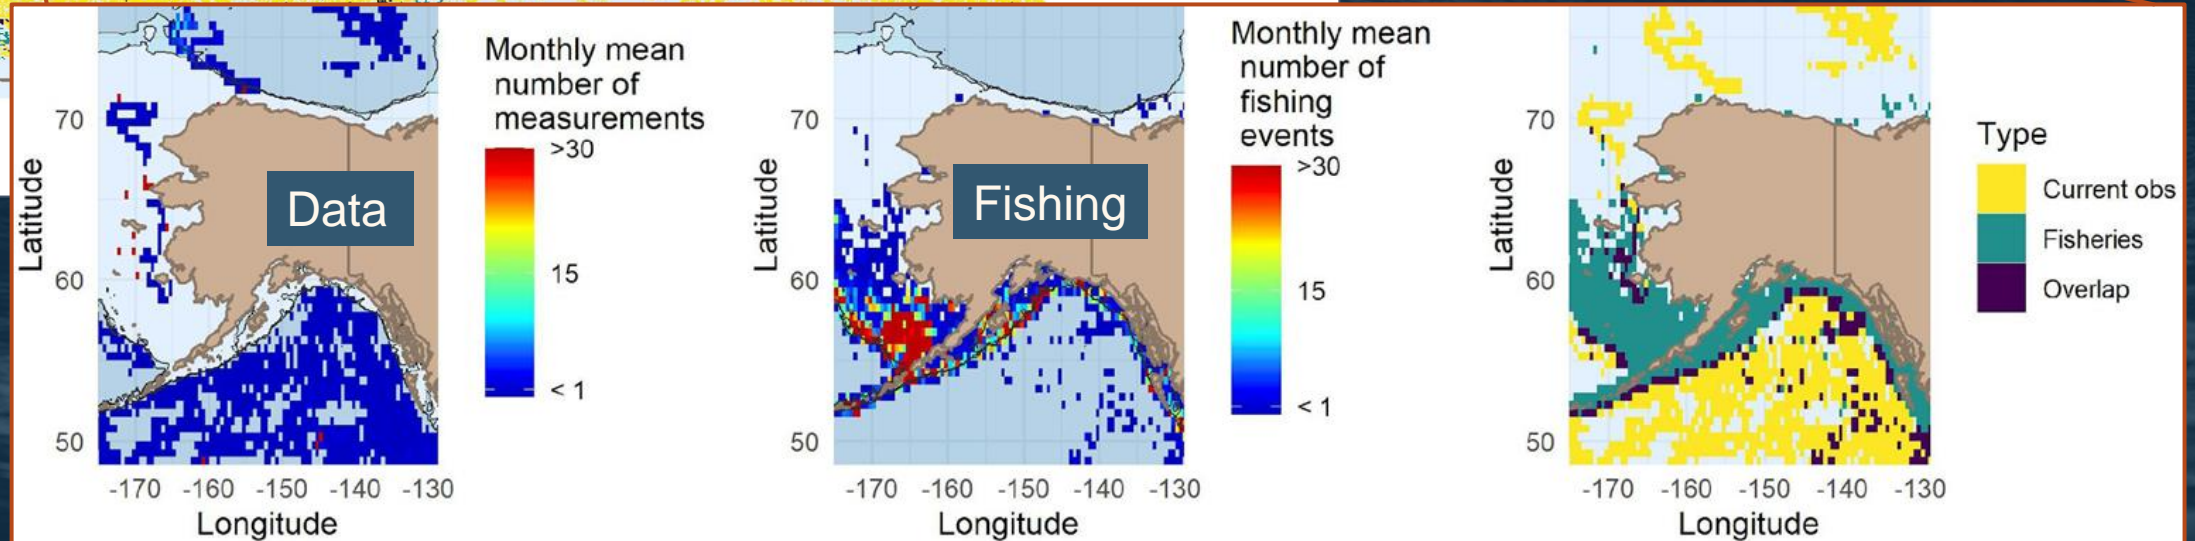 Latitude
70
60
50
-170 -160 -150 -140 -130
Longitude
Data
Monthly mean
number of
measurements
>30
15
< 1
Latitude
70
60
50
-170 -160 -150 -140 -130
Longitude
Fishing
Monthly mean
number of
fishing
events
>30
15
< 1
Latitude
70
60
50
-170 -160 -150 -140 -130
Longitude
Type
Current obs
Fisheries
Overlap